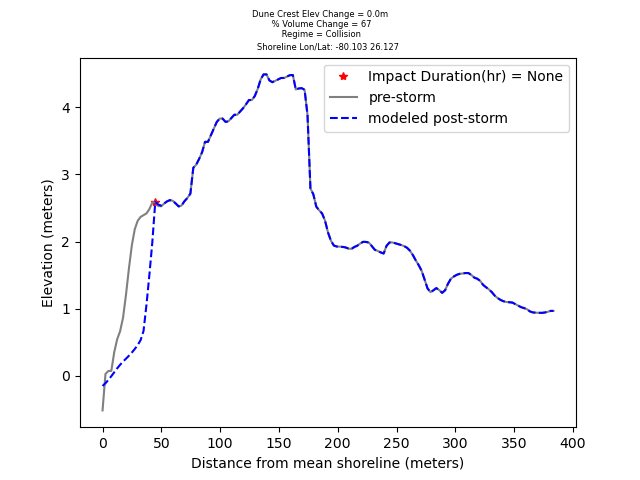 Dune Crest Elev Change = 0.0m
% Volume Change = 67
Regime = Collision
Shoreline Lon/Lat: -80.103 26.127
Impact Duration(hr) = None
pre-storm
modeled post-storm
Elevation (meters)
4
3
2
1
0
0 50 100 150 200 250 300 350 400
Distance from mean shoreline (meters)